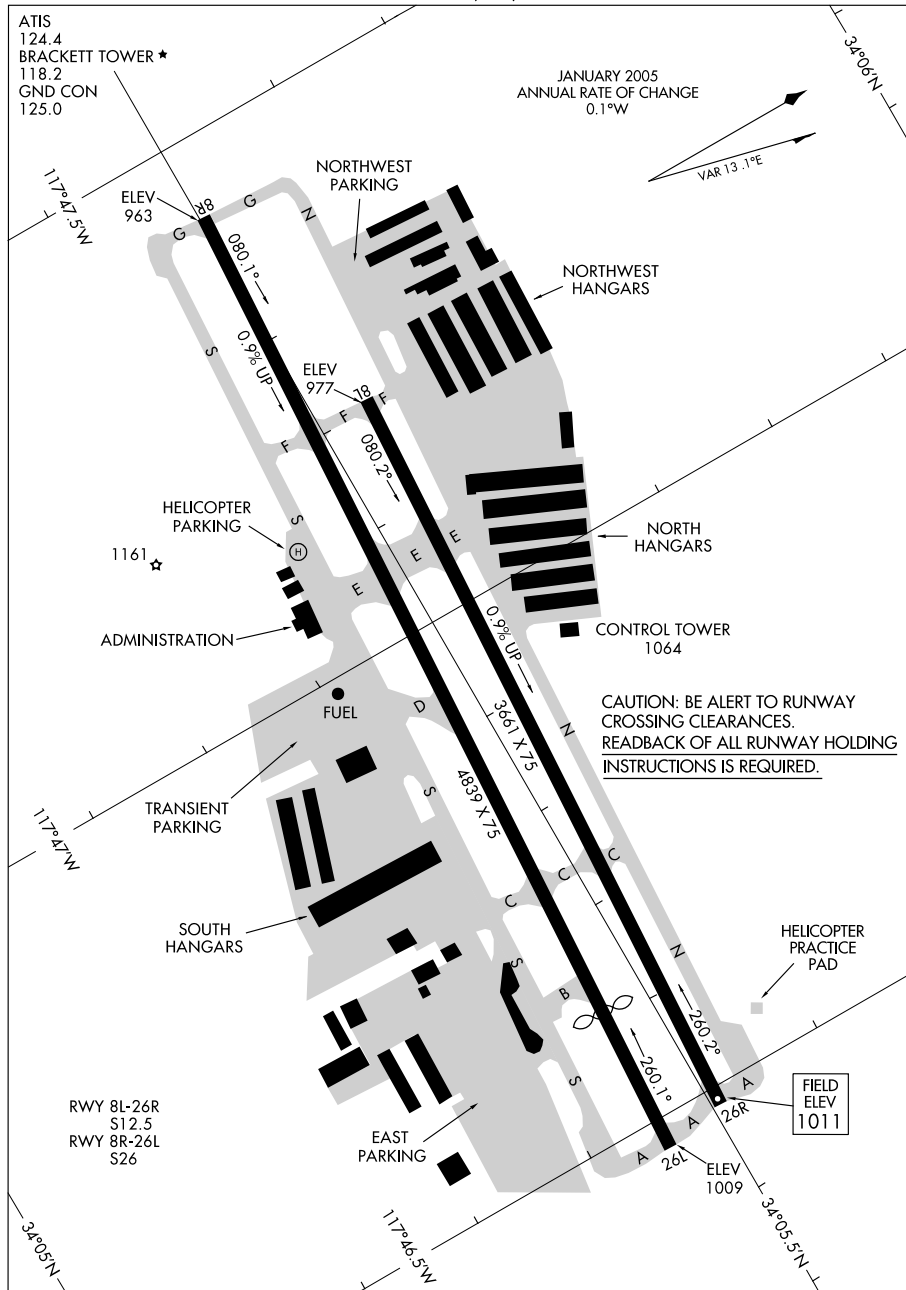 ATIS
124.4
BRACKETT TOWER ★
118.2
GND CON
125.0
JANUARY 2005
ANNUAL RATE OF CHANGE
0.1°W
34°06'N
VAR 13 .1°E
117°47.5'W
NORTHWEST
PARKING
ELEV
963
8R
G
G
N
080.1°
NORTHWEST
HANGARS
S
0.9% UP
ELEV
977
8L
F
F
F
F
080.2°
HELICOPTER
PARKING
S
H
E
E
E
NORTH
HANGARS
1161
ADMINISTRATION
0.9% UP
CONTROL TOWER
1064
FUEL
D
3661 X 75
N
CAUTION: BE ALERT TO RUNWAY
CROSSING CLEARANCES.
READBACK OF ALL RUNWAY HOLDING
INSTRUCTIONS IS REQUIRED.
117°47'W
TRANSIENT
PARKING
S
4839 X 75
C
C
C
C
SOUTH
HANGARS
S
B
N
HELICOPTER
PRACTICE
PAD
260.1°
260.2°
S
A
A
A
26L
26R
FIELD
ELEV
1011
RWY 8L-26R
S12.5
RWY 8R-26L
S26
EAST
PARKING
ELEV
1009
34°05'N
117°46.5'W
34°05.5'N